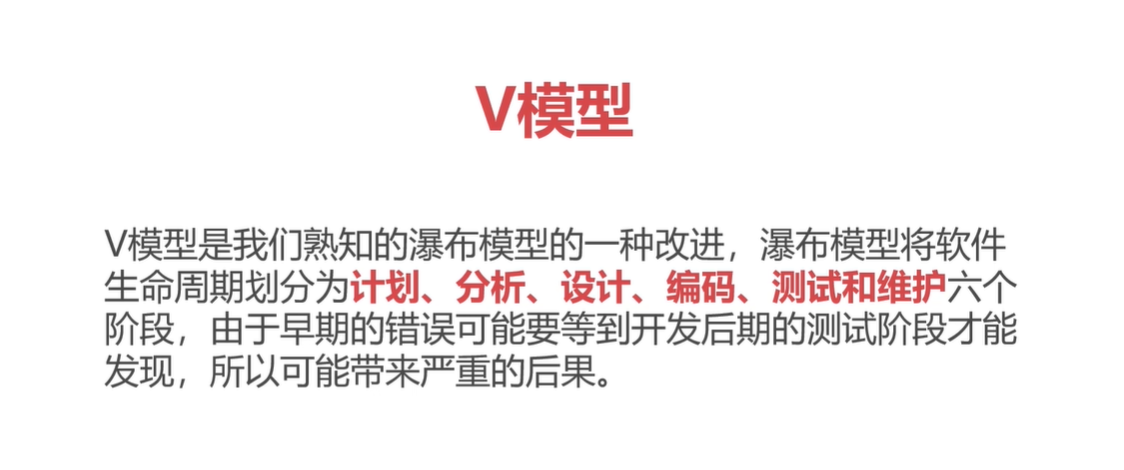 V模型
V模型是我们熟知的瀑布模型的一种改进，瀑布模型将软件
生命周期划分为计划、分析、设计、编码、测试和维护六个
阶段，由于早期的错误可能要等到开发后期的测试阶段才能
发现，所以可能带来严重的后果。